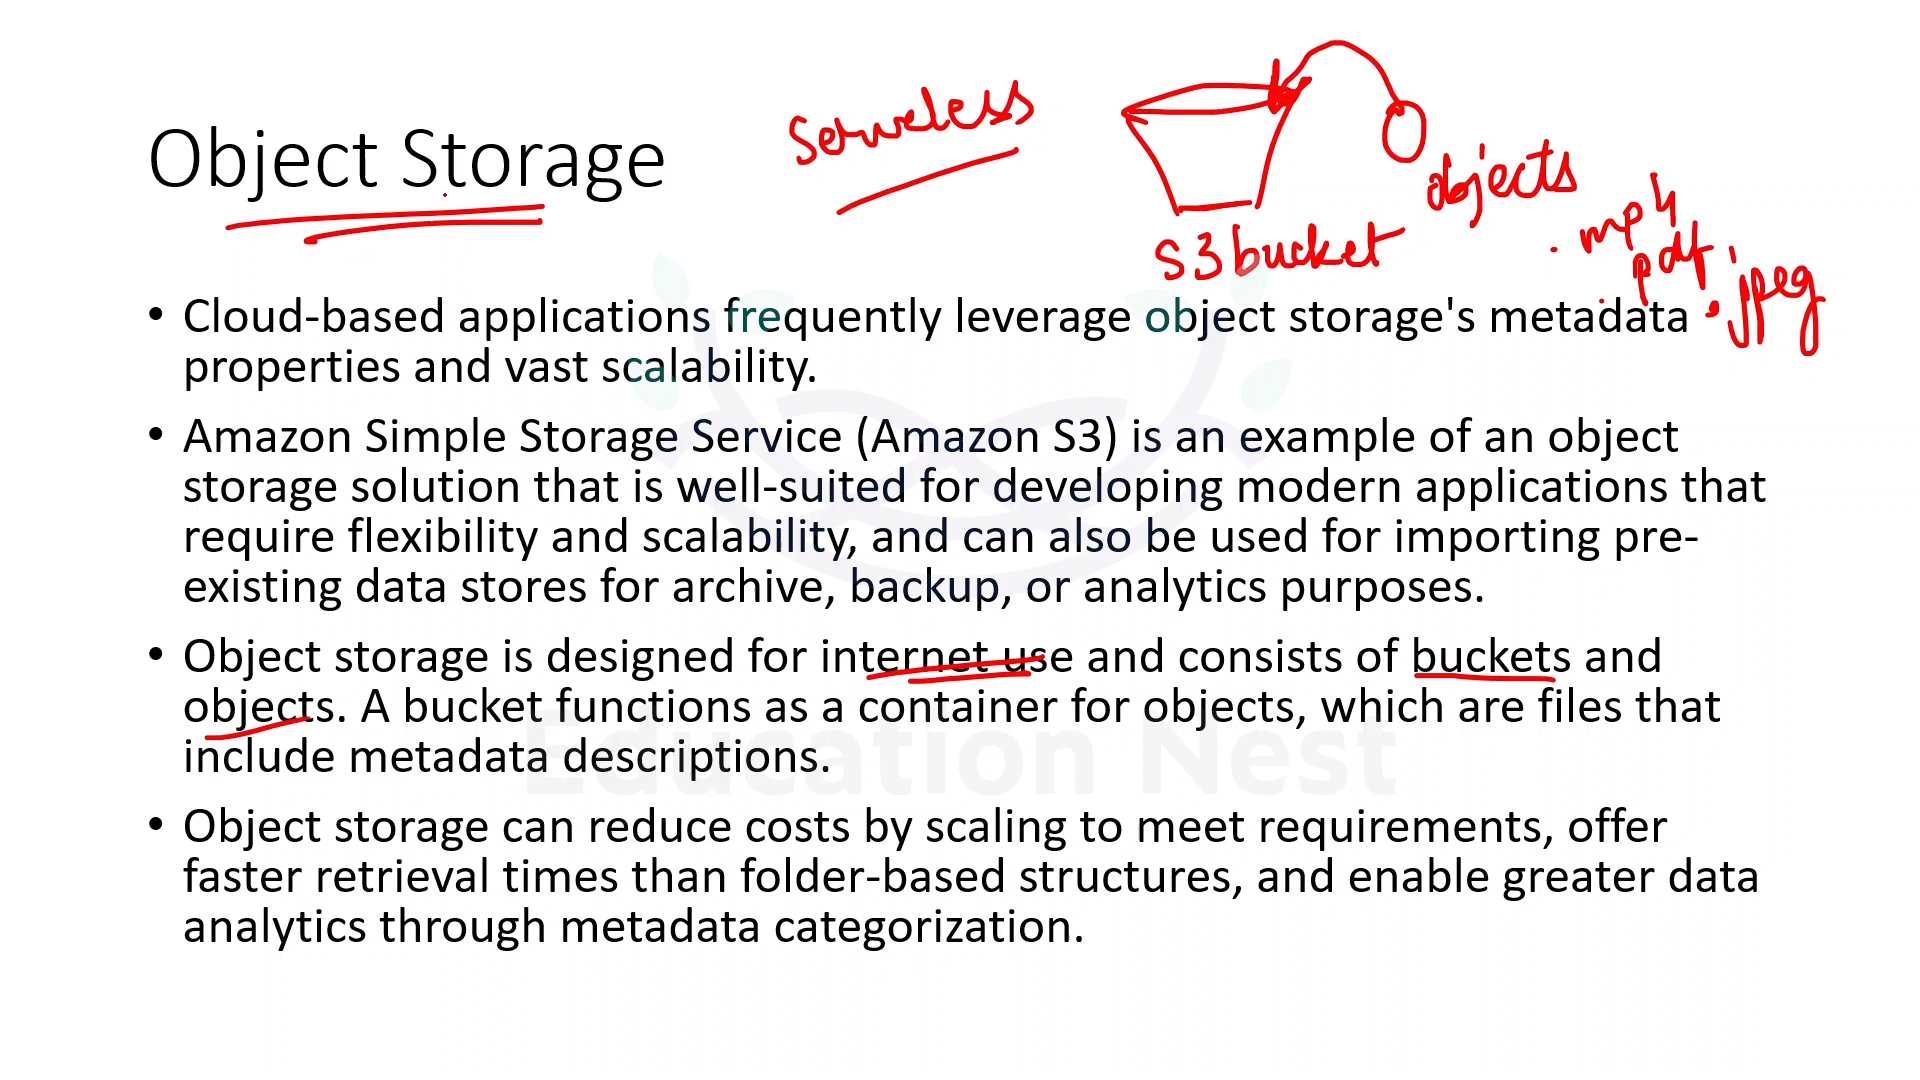 Serveless
Object Storage
objects
. mp4
S3 bucket
pdf
.jpeg
• Cloud-based applications frequently leverage object storage's metadata
properties and vast scalability.
• Amazon Simple Storage Service (Amazon S3) is an example of an object
storage solution that is well-suited for developing modern applications that
require flexibility and scalability, and can also be used for importing pre-
existing data stores for archive, backup, or analytics purposes.
• Object storage is designed for internet use and consists of buckets and
objects. A bucket functions as a container for objects, which are files that
include metadata descriptions.
Education Nest
• Object storage can reduce costs by scaling to meet requirements, offer
faster retrieval times than folder-based structures, and enable greater data
analytics through metadata categorization.